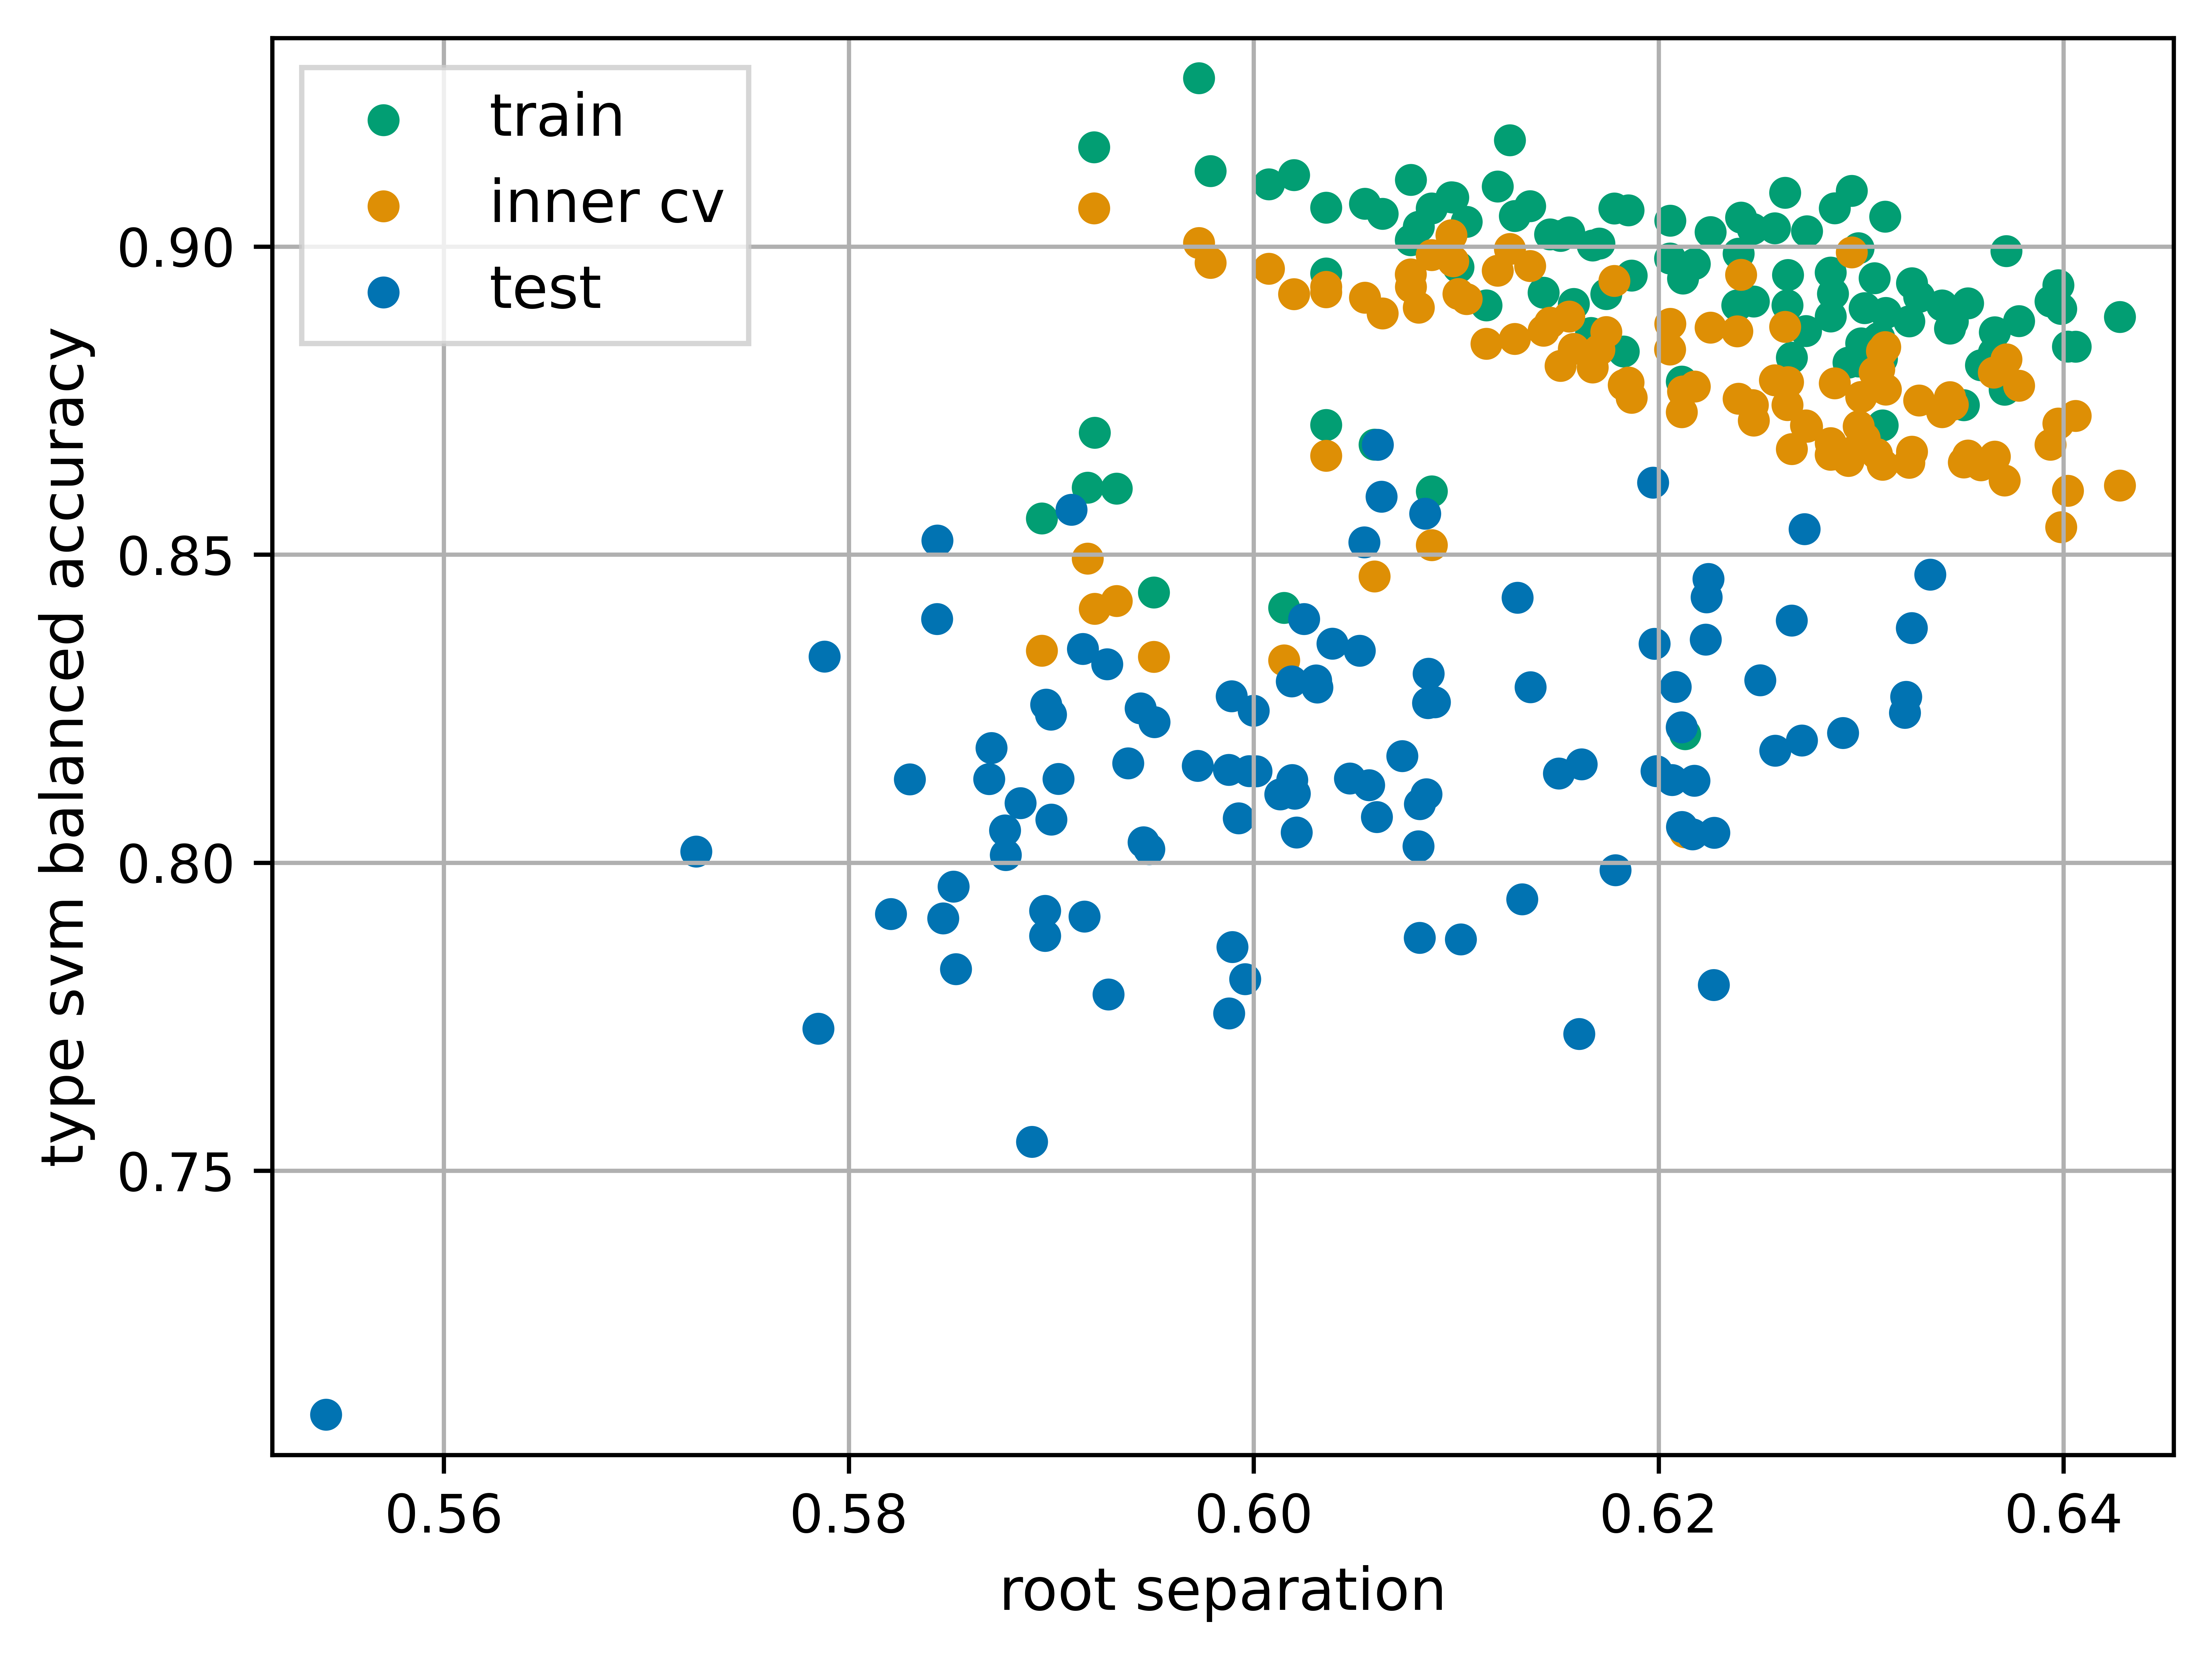 train
inner cv
test
type svm balanced accuracy
0.90
0.85
0.80
0.75
0.56
0.58
0.60
0.62
0.64
root separation